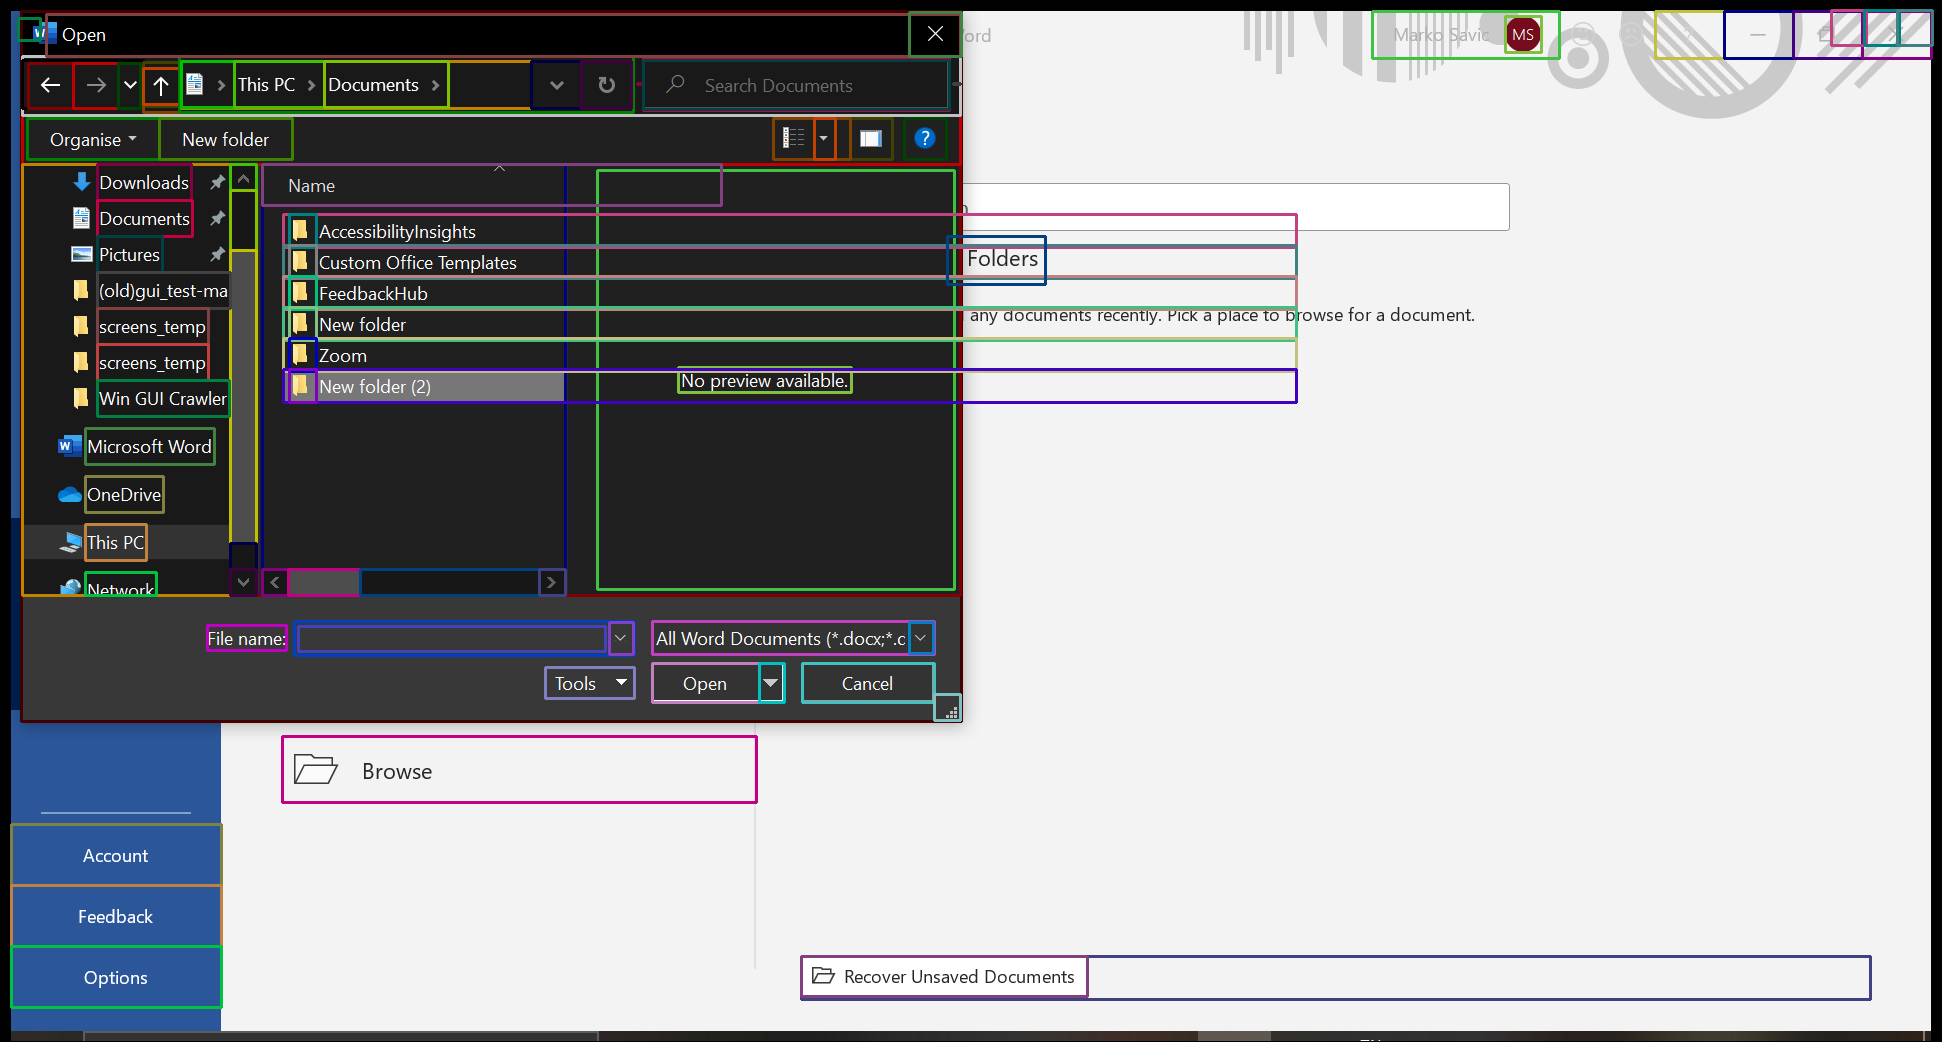 Open
Word
Marko Savic
MS
This PC
Documents
Search Documents
Organise
New folder
Downloads
Documents
Pictures
(old)gui_test-ma
screens_temp
screens_temp
Win GUI Crawler
Microsoft Word
OneDrive
This PC
Network
Name
AccessibilityInsights
Custom Office Templates
FeedbackHub
New folder
Zoom
New folder (2)
No preview available.
Folders
any documents recently. Pick a place to browse for a document.
File name:
All Word Documents (*.docx;*.d
Tools
Open
Cancel
Browse
Account
Feedback
Options
Recover Unsaved Documents